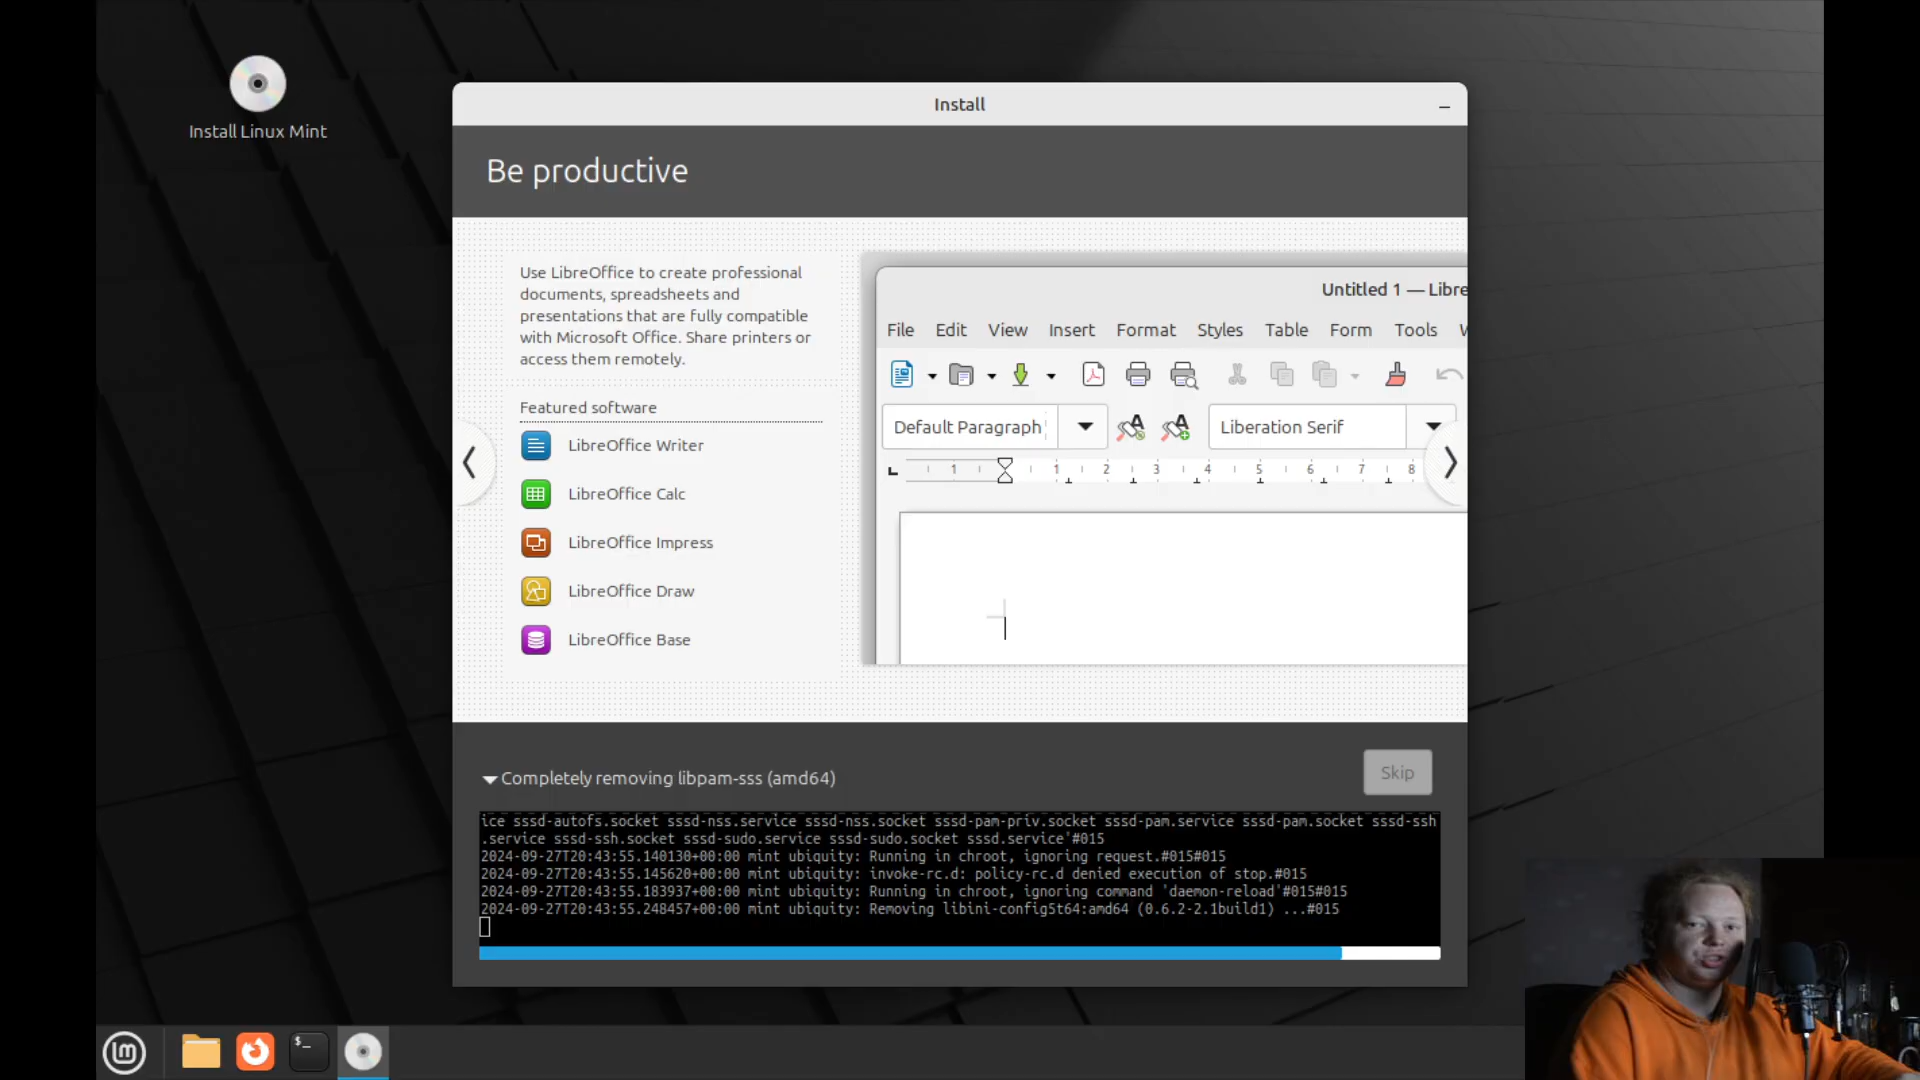 Install Linux Mint
Install
Be productive
Use LibreOffice to create professional
documents, spreadsheets and
presentations that are fully compatible
with Microsoft Office. Share printers or
access them remotely.
Featured software
LibreOffice Writer
LibreOffice Calc
LibreOffice Impress
LibreOffice Draw
LibreOffice Base
Untitled 1 — Libre
File Edit View Insert Format Styles Table Form Tools
Default Paragraph Liberation Serif
1 1 2 3 4 5 6 7 8
Completely removing libpam-sss (amd64)
Skip
ice sssd-autofs.socket sssd-nss.service sssd-nss.socket sssd-pam-priv.socket sssd-pam.service sssd-pam.socket sssd-ssh
.service sssd-ssh.socket sssd-sudo.service sssd-sudo.socket sssd.service'#015
2024-09-27T20:43:55.140130+00:00 mint ubiquity: Running in chroot, ignoring request.#015#015
2024-09-27T20:43:55.145620+00:00 mint ubiquity: invoke-rc.d: policy-rc.d denied execution of stop.#015
2024-09-27T20:43:55.183937+00:00 mint ubiquity: Running in chroot, ignoring command 'daemon-reload'#015#015
2024-09-27T20:43:55.248457+00:00 mint ubiquity: Removing libini-config5t64:amd64 (0.6.2-2.1build1) ...#015
$_